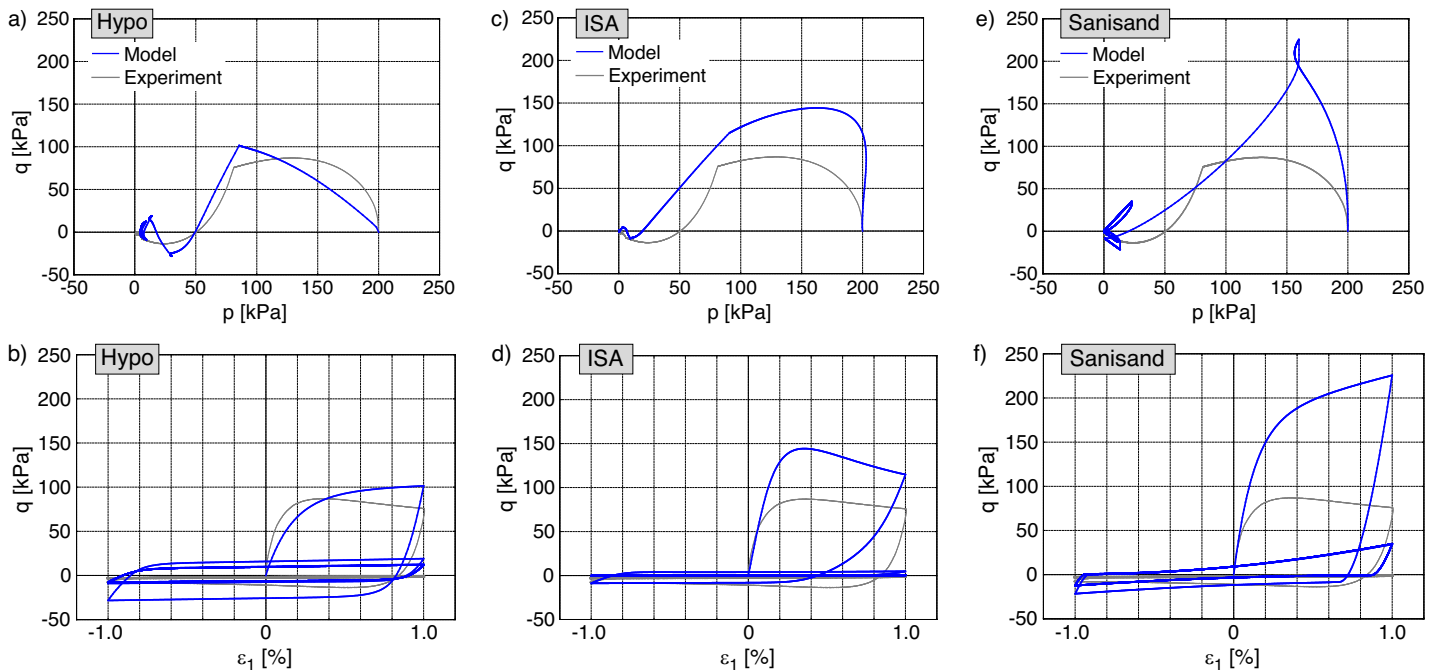 a)
Hypo
250
200
150
100
50
0
-50
q [kPa]
Model
Experiment
-50
0
50
100
150
200
250
p [kPa]
c)
ISA
250
200
150
100
50
0
-50
q [kPa]
Model
Experiment
-50
0
50
100
150
200
250
p [kPa]
e)
Sanisand
250
200
150
100
50
0
-50
q [kPa]
Model
Experiment
-50
0
50
100
150
200
250
p [kPa]
b)
Hypo
250
200
150
100
50
0
-50
q [kPa]
-1.0
0
1.0
ε1 [%]
d)
ISA
250
200
150
100
50
0
-50
q [kPa]
-1.0
0
1.0
ε1 [%]
f)
Sanisand
250
200
150
100
50
0
-50
q [kPa]
-1.0
0
1.0
ε1 [%]